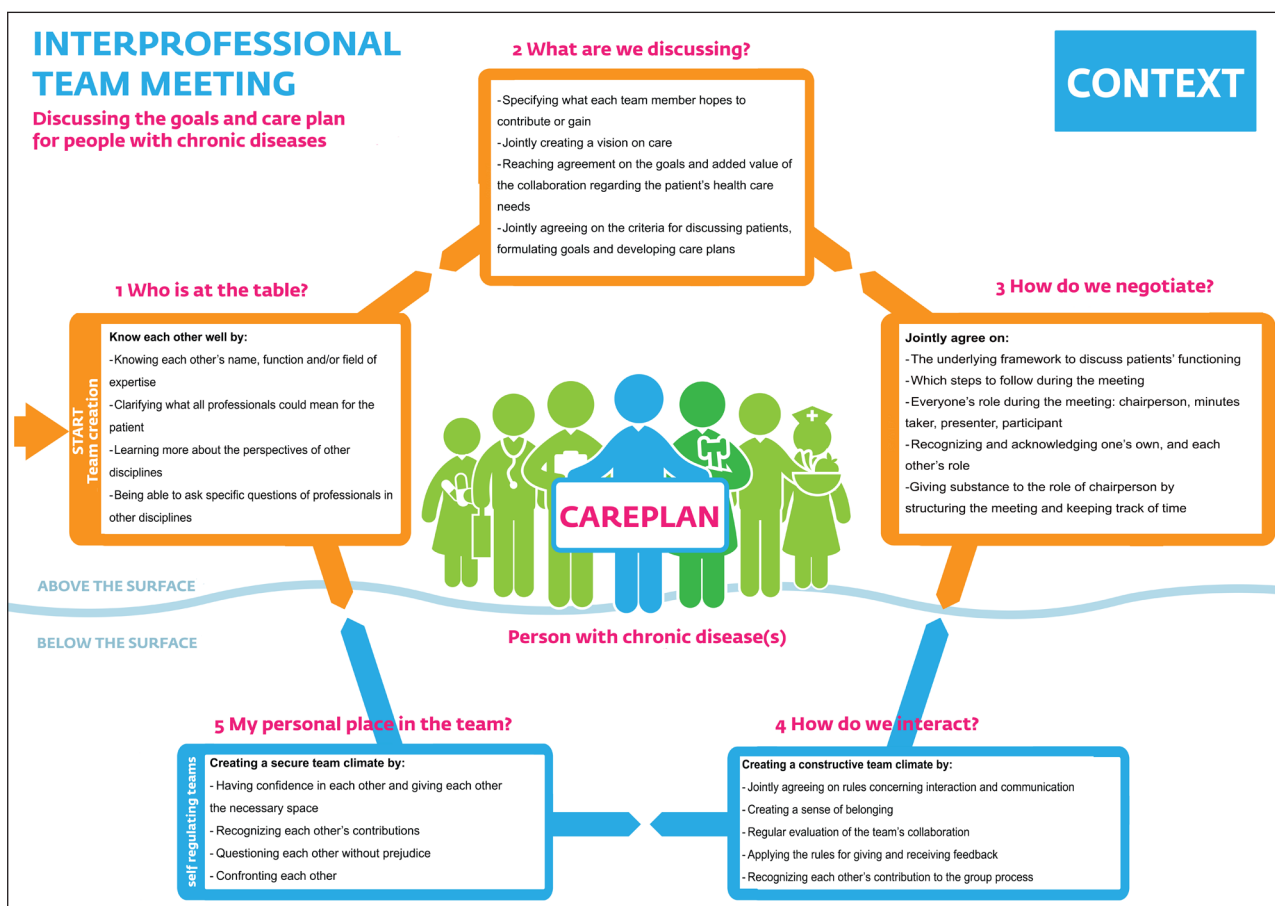 INTERPROFESSIONAL
TEAM MEETING
Discussing the goals and care plan
for people with chronic diseases
CONTEXT
2 What are we discussing?
-Specifying what each team member hopes to
contribute or gain
-Jointly creating a vision on care
-Reaching agreement on the goals and added value of
the collaboration regarding the patient's health care
needs
-Jointly agreeing on the criteria for discussing patients,
formulating goals and developing care plans
1 Who is at the table?
START
Team creation
Know each other well by:
-Knowing each other's name, function and/or field of
expertise
-Clarifying what all professionals could mean for the
patient
-Learning more about the perspectives of other
disciplines
-Being able to ask specific questions of professionals in
other disciplines
3 How do we negotiate?
Jointly agree on:
-The underlying framework to discuss patients' functioning
-Which steps to follow during the meeting
-Everyone's role during the meeting: chairperson, minutes
taker, presenter, participant
-Recognizing and acknowledging one's own, and each
other's role
-Giving substance to the role of chairperson by
structuring the meeting and keeping track of time
CAREPLAN
ABOVE THE SURFACE
BELOW THE SURFACE
Person with chronic disease(s)
5 My personal place in the team?
self regulating teams
Creating a secure team climate by:
- Having confidence in each other and giving each other
the necessary space
- Recognizing each other's contributions
- Questioning each other without prejudice
- Confronting each other
4 How do we interact?
Creating a constructive team climate by:
- Jointly agreeing on rules concerning interaction and communication
- Creating a sense of belonging
- Regular evaluation of the team's collaboration
- Applying the rules for giving and receiving feedback
- Recognizing each other's contribution to the group process